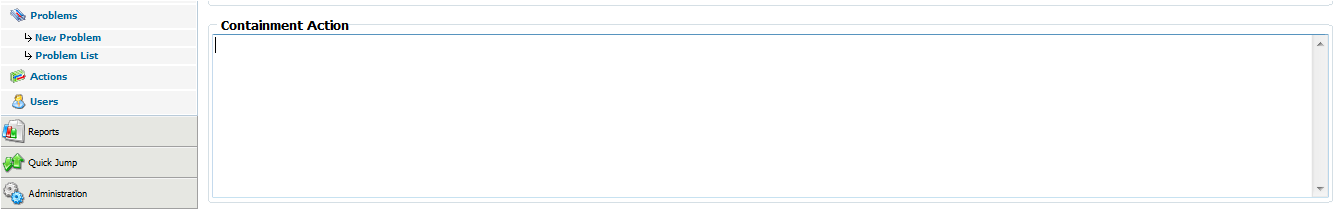 Problems
New Problem
Problem List
Actions
Users
Reports
Quick Jump
Administration
Containment Action